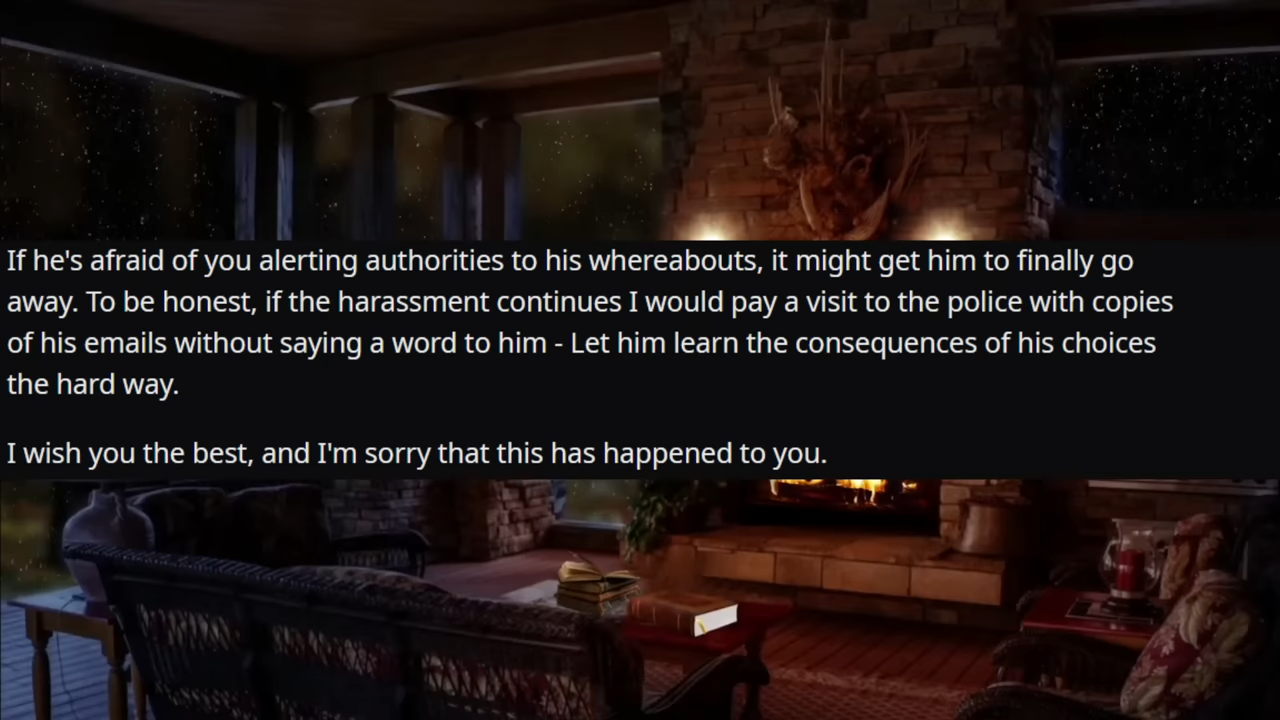 If he's afraid of you alerting authorities to his whereabouts, it might get him to finally go
away. To be honest, if the harassment continues I would pay a visit to the police with copies
of his emails without saying a word to him - Let him learn the consequences of his choices
the hard way.
I wish you the best, and I'm sorry that this has happened to you.